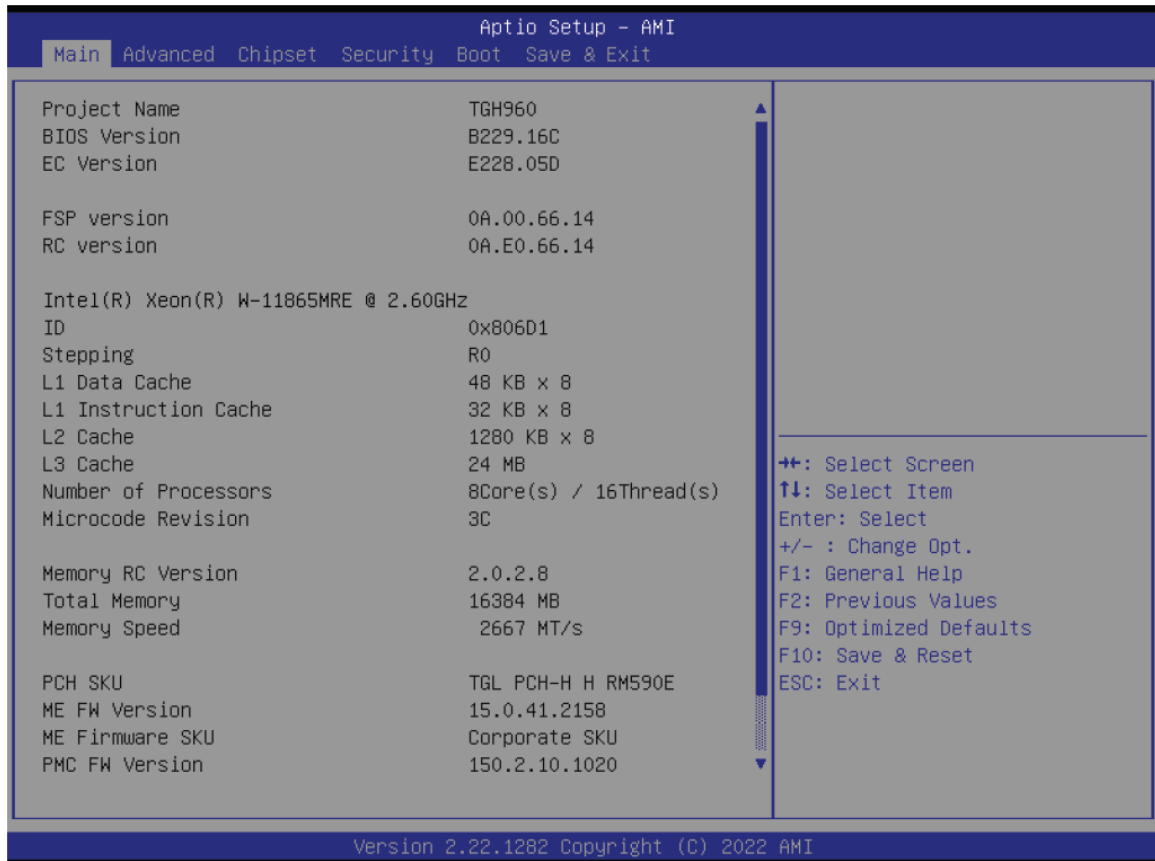 Aptio Setup - AMI
Main Advanced Chipset Security Boot Save & Exit
Project Name TGH960
BIOS Version B229.16C
EC Version E228.05D
FSP version 0A.00.66.14
RC version 0A.E0.66.14
Intel(R) Xeon(R) W-11865MRE @ 2.60GHz
ID 0x806D1
Stepping R0
L1 Data Cache 48 KB x 8
L1 Instruction Cache 32 KB x 8
L2 Cache 1280 KB x 8
L3 Cache 24 MB
Number of Processors 8Core(s) / 16Thread(s)
Microcode Revision 3C
Memory RC Version 2.0.2.8
Total Memory 16384 MB
Memory Speed 2667 MT/s
PCH SKU TGL PCH-H H RM590E
ME FW Version 15.0.41.2158
ME Firmware SKU Corporate SKU
PMC FW Version 150.2.10.1020
→←: Select Screen
↑↓: Select Item
Enter: Select
+/- : Change Opt.
F1: General Help
F2: Previous Values
F9: Optimized Defaults
F10: Save & Reset
ESC: Exit
Version 2.22.1282 Copyright (C) 2022 AMI